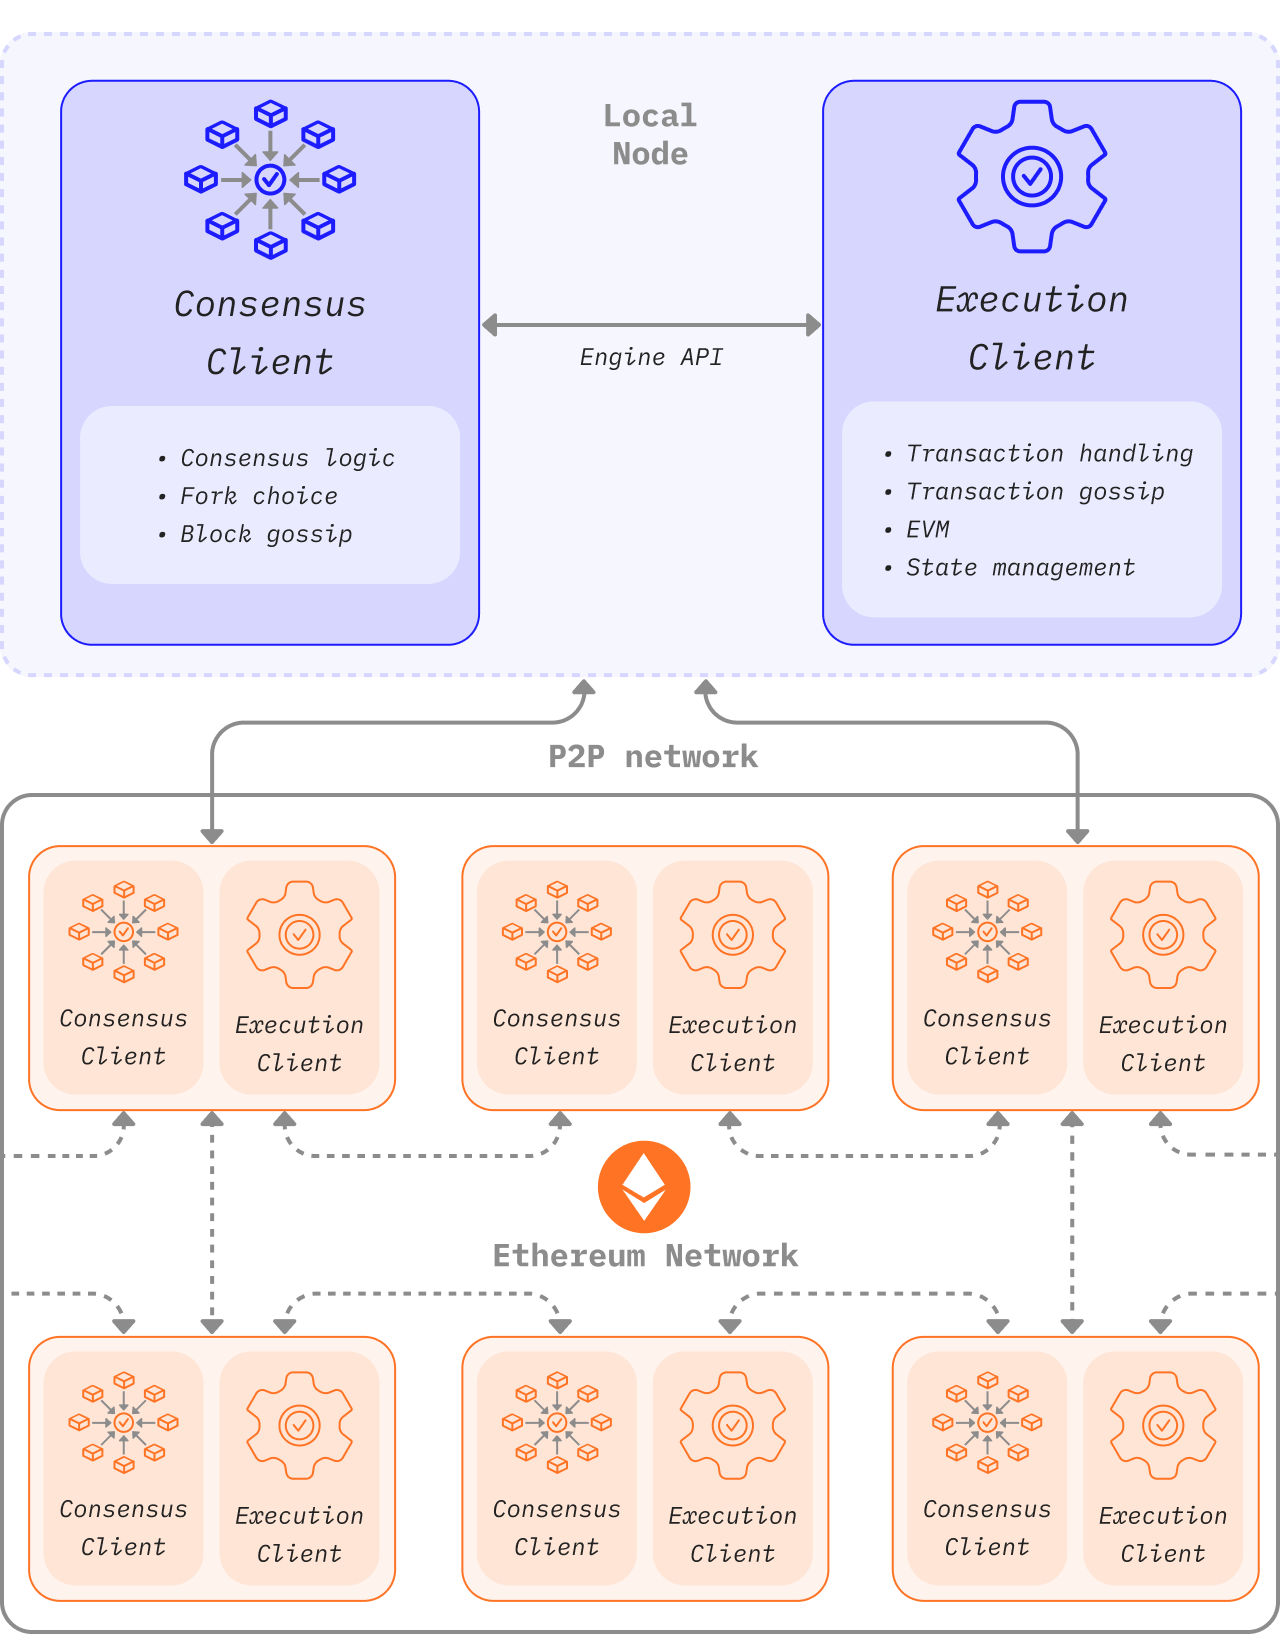 Local
Node
Consensus
Client
• Consensus logic
• Fork choice
• Block gossip
Engine API
Execution
Client
• Transaction handling
• Transaction gossip
• EVM
• State management
P2P network
Consensus
Client
Execution
Client
Consensus
Client
Execution
Client
Consensus
Client
Execution
Client
Ethereum Network
Consensus
Client
Execution
Client
Consensus
Client
Execution
Client
Consensus
Client
Execution
Client